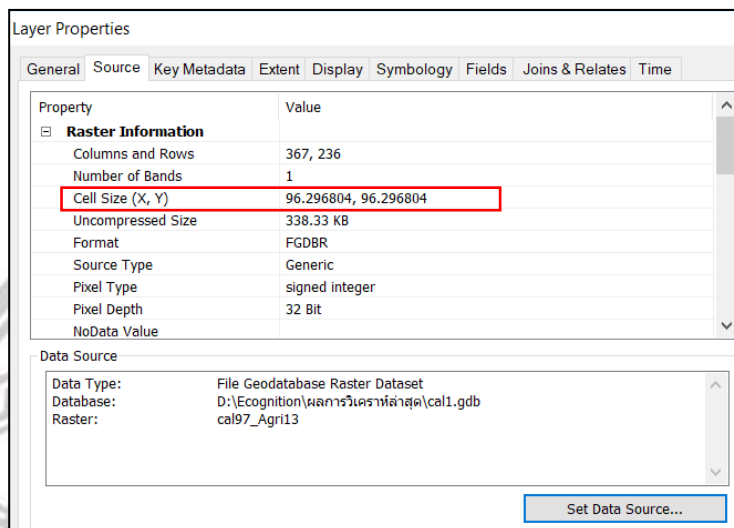 Layer Properties
General Source Key Metadata Extent Display Symbology Fields Joins & Relates Time
Property Value
Raster Information
Columns and Rows 367, 236
Number of Bands 1
Cell Size (X, Y) 96.296804, 96.296804
Uncompressed Size 338.33 KB
Format FGDBR
Source Type Generic
Pixel Type signed integer
Pixel Depth 32 Bit
NoData Value
Data Source
Data Type: File Geodatabase Raster Dataset
Database: D:\Ecognition\ผลการวิเคราห์ล่าสุด\cal1.gdb
Raster: cal97_Agri13
Set Data Source...